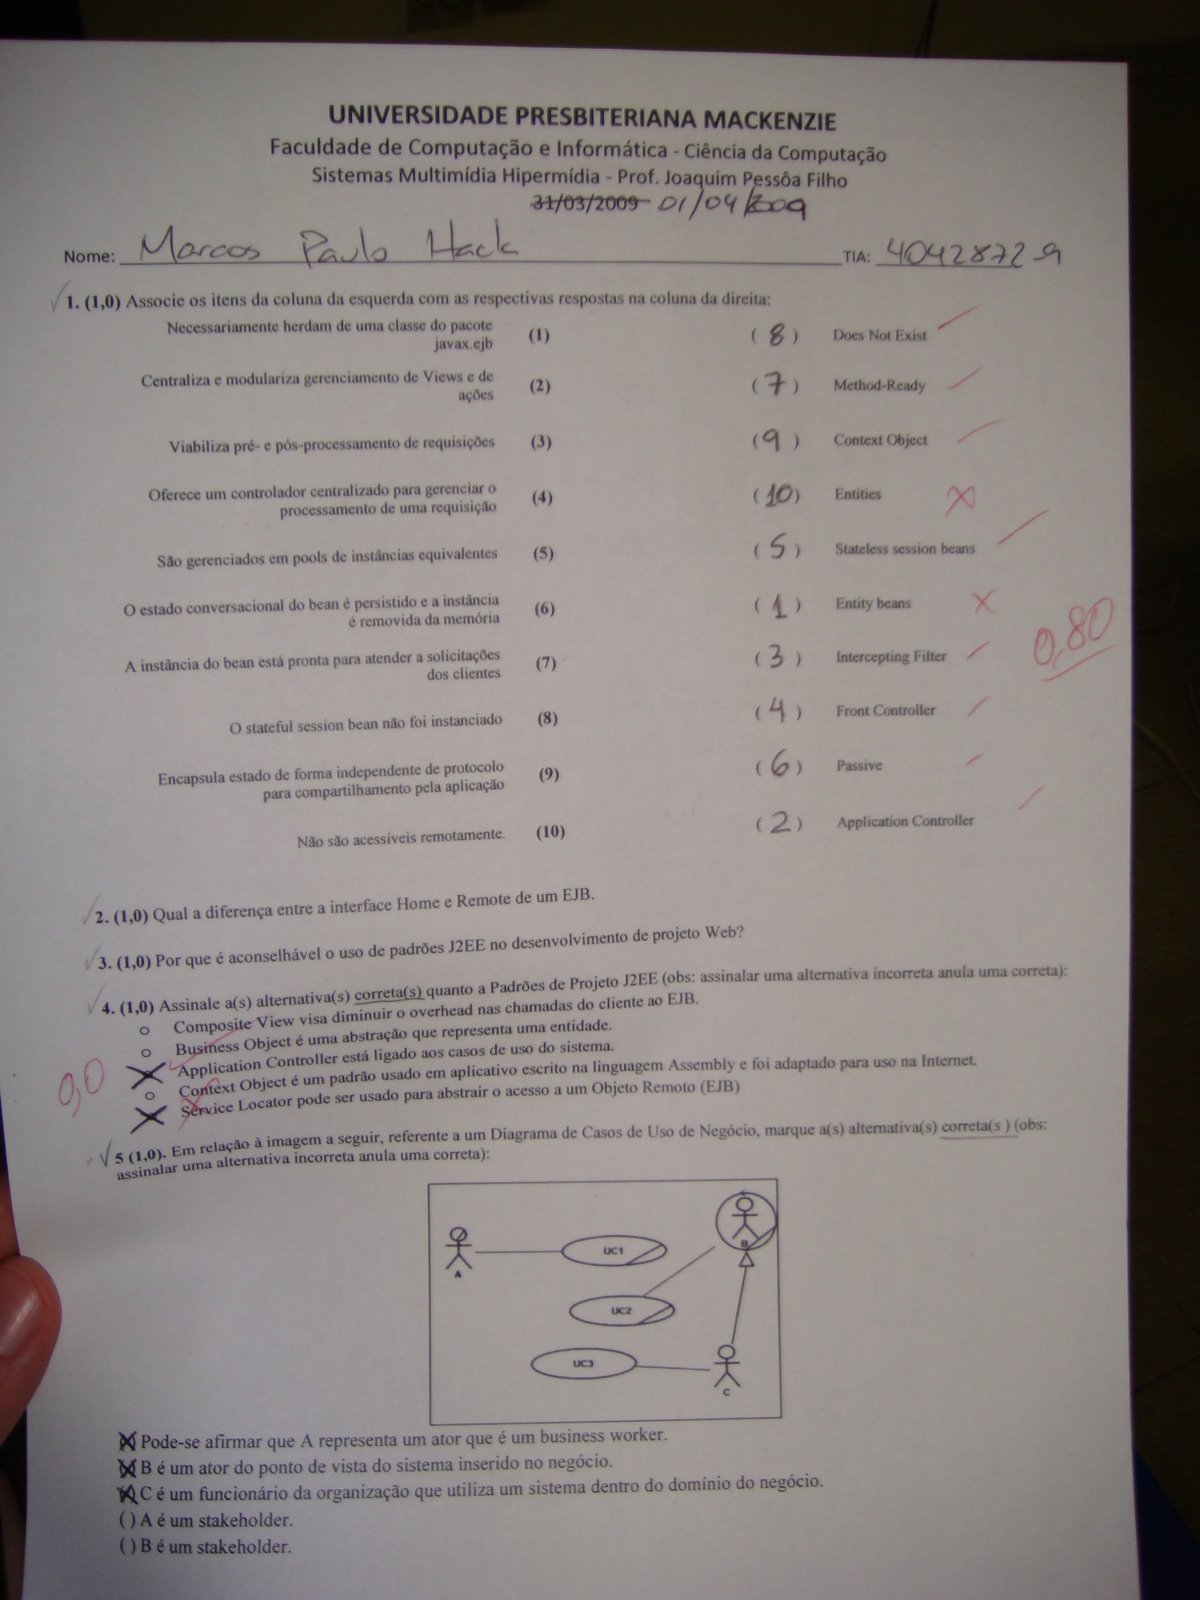 UNIVERSIDADE PRESBITERIANA MACKENZIE
Faculdade de Computação e Informática - Ciência da Computação
Sistemas Multimídia Hipermídia - Prof. Joaquim Pessôa Filho
31/03/2009 01/04/2009
Nome: Marcos Paulo Hack TIA: 4042872-9
1. (1,0) Associe os itens da coluna da esquerda com as respectivas respostas na coluna da direita:
Necessariamente herdam de uma classe do pacote
javax.ejb (1) ( 8 ) Does Not Exist
Centraliza e modulariza gerenciamento de Views e de
ações (2) ( 7 ) Method-Ready
Viabiliza pré- e pós-processamento de requisições (3) ( 9 ) Context Object
Oferece um controlador centralizado para gerenciar o
processamento de uma requisição (4) ( 10 ) Entities
São gerenciados em pools de instâncias equivalentes (5) ( 5 ) Stateless session beans
O estado conversacional do bean é persistido e a instância
é removida da memória (6) ( 1 ) Entity beans
A instância do bean está pronta para atender a solicitações
dos clientes (7) ( 3 ) Intercepting Filter
0,80
O stateful session bean não foi instanciado (8) ( 4 ) Front Controller
Encapsula estado de forma independente de protocolo
para compartilhamento pela aplicação (9) ( 6 ) Passive
Não são acessíveis remotamente. (10) ( 2 ) Application Controller
2. (1,0) Qual a diferença entre a interface Home e Remote de um EJB.
3. (1,0) Por que é aconselhável o uso de padrões J2EE no desenvolvimento de projeto Web?
4. (1,0) Assinale a(s) alternativa(s) correta(s) quanto a Padrões de Projeto J2EE (obs: assinalar uma alternativa incorreta anula uma correta):
o Composite View visa diminuir o overhead nas chamadas do cliente ao EJB.
o Business Object é uma abstração que representa uma entidade.
Application Controller está ligado aos casos de uso do sistema.
o Context Object é um padrão usado em aplicativo escrito na linguagem Assembly e foi adaptado para uso na Internet.
Service Locator pode ser usado para abstrair o acesso a um Objeto Remoto (EJB)
0,0
5 (1,0). Em relação à imagem a seguir, referente a um Diagrama de Casos de Uso de Negócio, marque a(s) alternativa(s) correta(s ) (obs:
assinalar uma alternativa incorreta anula uma correta):
UC1
B
A
UC2
UC3
C
(X) Pode-se afirmar que A representa um ator que é um business worker.
(X) B é um ator do ponto de vista do sistema inserido no negócio.
(X) C é um funcionário da organização que utiliza um sistema dentro do domínio do negócio.
( ) A é um stakeholder.
( ) B é um stakeholder.